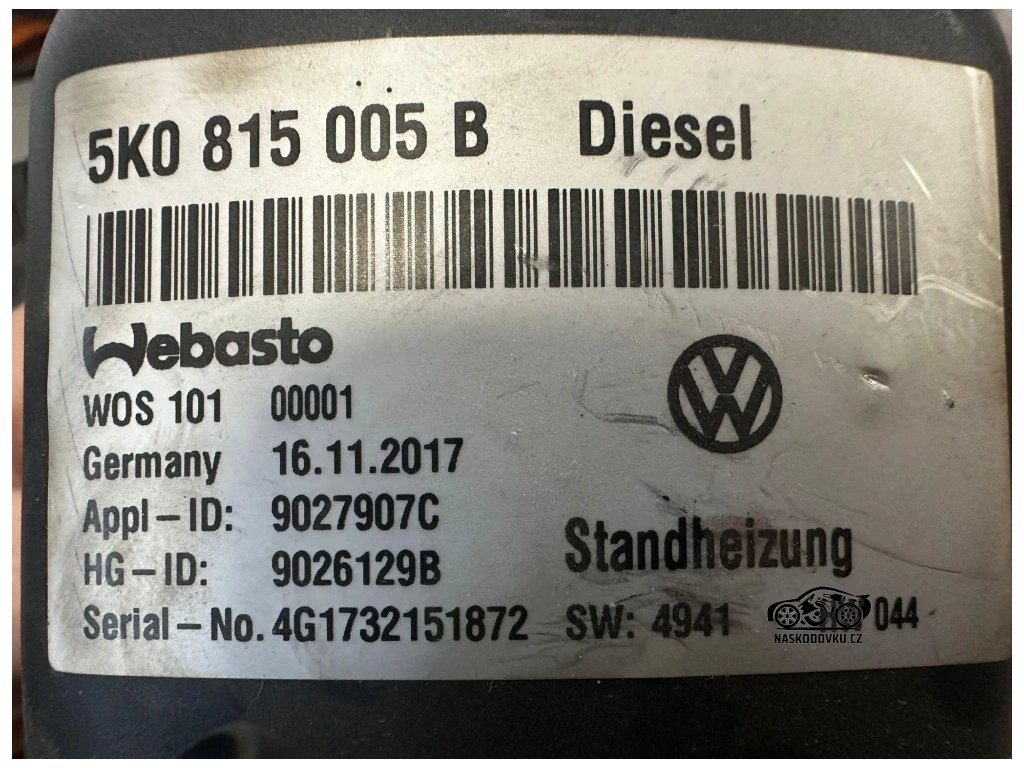 5K0 815 005 B Diesel
Webasto
WOS 101 00001
Germany 16.11.2017
Appl – ID: 9027907C
HG – ID: 9026129B
Standheizung
Serial – No. 4G1732151872 SW: 4941 044
NASKODOVKU.CZ